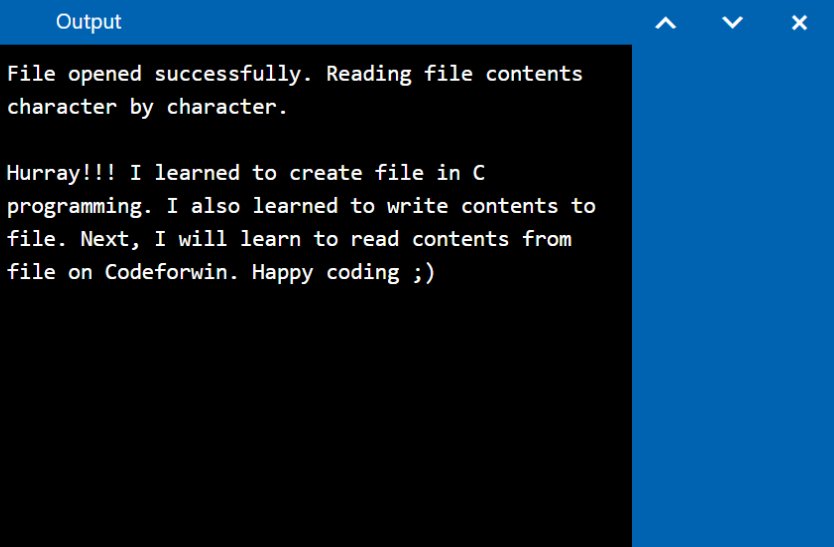 Output
File opened successfully. Reading file contents
character by character.
Hurray!!! I learned to create file in C
programming. I also learned to write contents to
file. Next, I will learn to read contents from
file on Codeforwin. Happy coding ;)